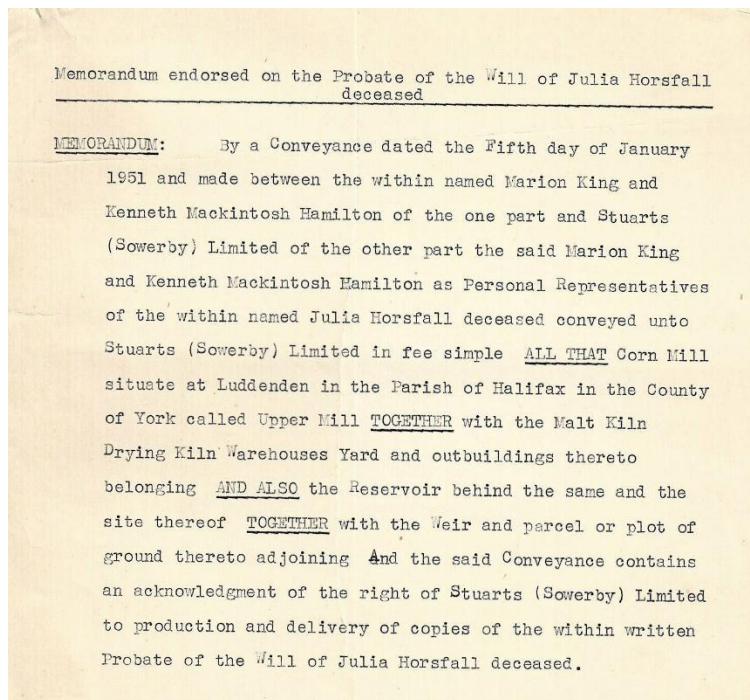 Memorandum endorsed on the Probate of the Will of Julia Horsfall
deceased
MEMORANDUM: By a Conveyance dated the Fifth day of January
1951 and made between the within named Marion King and
Kenneth Mackintosh Hamilton of the one part and Stuarts
(Sowerby) Limited of the other part the said Marion King
and Kenneth Mackintosh Hamilton as Personal Representatives
of the within named Julia Horsfall deceased conveyed unto
Stuarts (Sowerby) Limited in fee simple ALL THAT Corn Mill
situate at Luddenden in the Parish of Halifax in the County
of York called Upper Mill TOGETHER with the Malt Kiln
Drying Kiln Warehouses Yard and outbuildings thereto
belonging AND ALSO the Reservoir behind the same and the
site thereof TOGETHER with the Weir and parcel or plot of
ground thereto adjoining And the said Conveyance contains
an acknowledgment of the right of Stuarts (Sowerby) Limited
to production and delivery of copies of the within written
Probate of the Will of Julia Horsfall deceased.